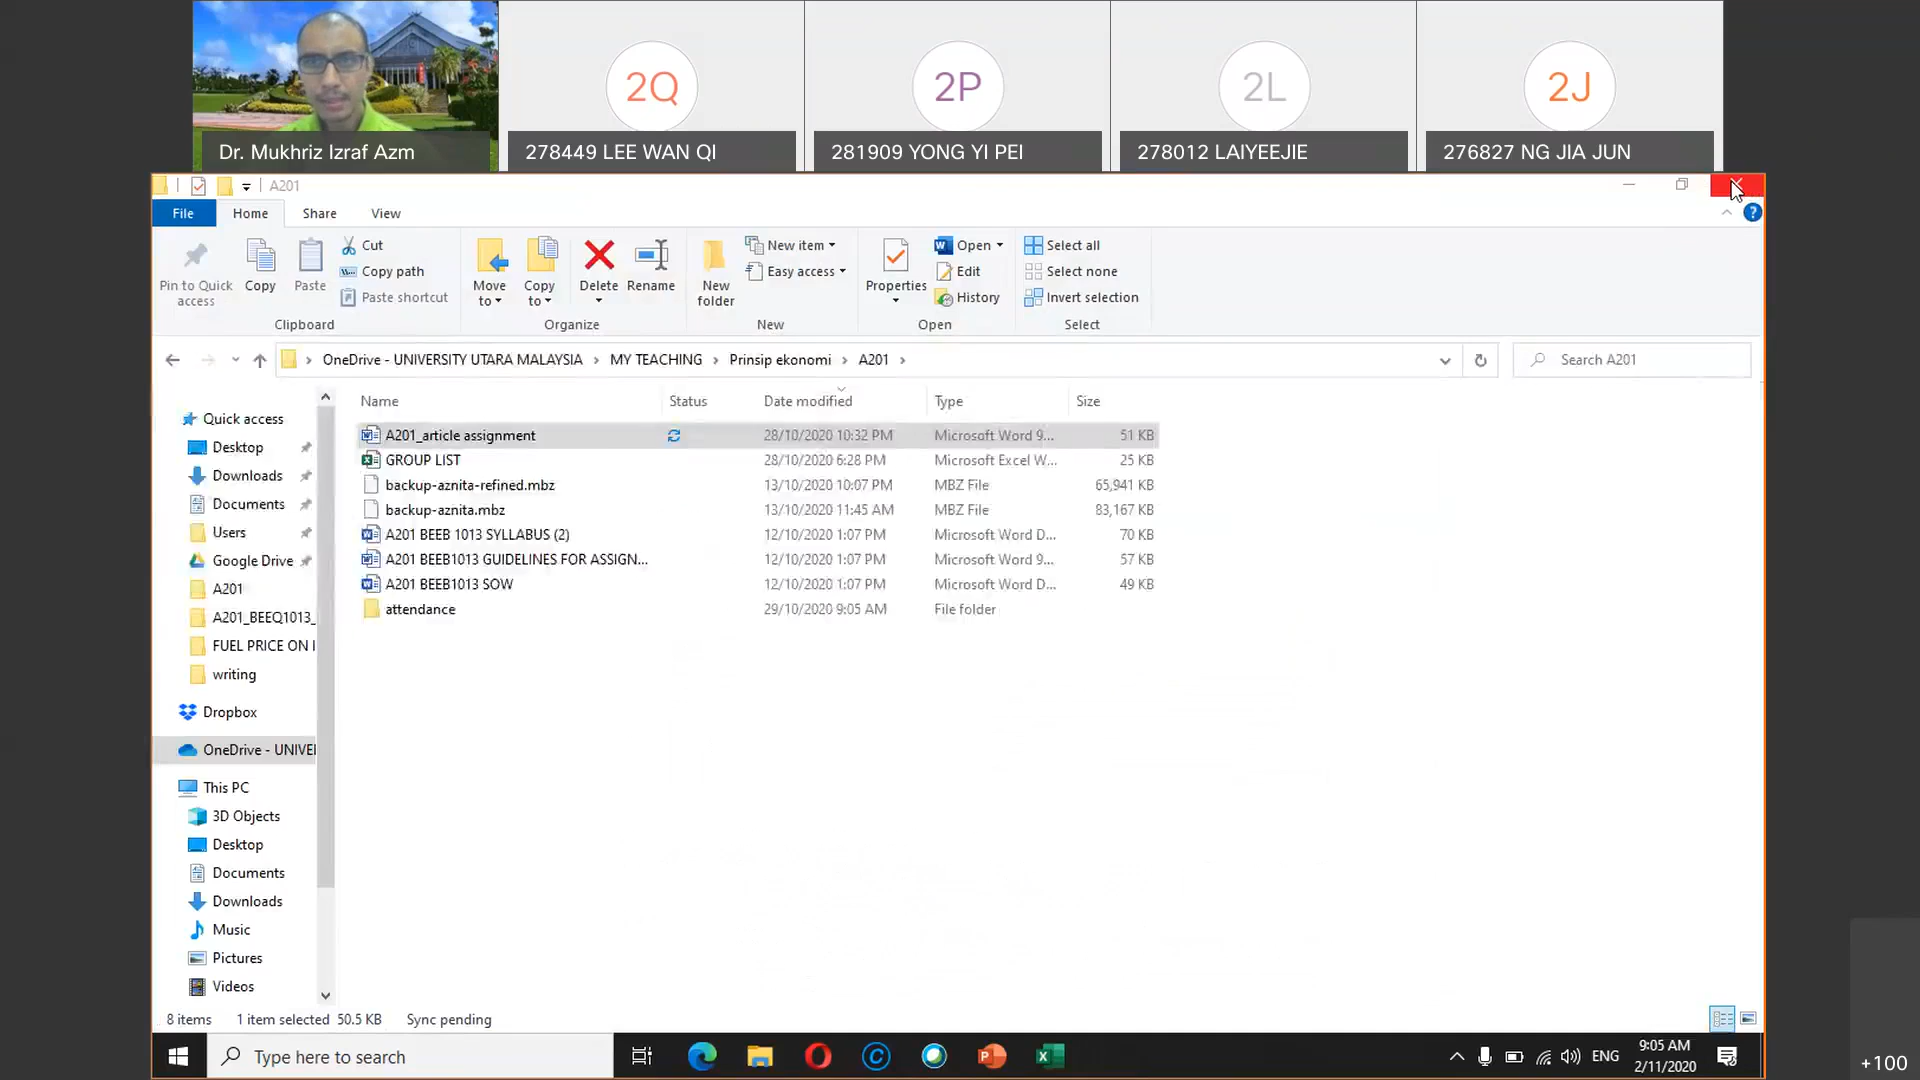 2Q
2P
2L
2J
Dr. Mukhriz Izraf Azm
278449 LEE WAN QI
281909 YONG YI PEI
278012 LAIYEEJIE
276827 NG JIA JUN
A201
File Home Share View
Pin to Quick access
Copy
Paste
Cut
Copy path
Paste shortcut
Clipboard
Move to
Copy to
Delete
Rename
Organize
New folder
New item
Easy access
New
Properties
Open
Edit
History
Open
Select all
Select none
Invert selection
Select
OneDrive - UNIVERSITY UTARA MALAYSIA > MY TEACHING > Prinsip ekonomi > A201 >
Search A201
Quick access
Desktop
Downloads
Documents
Users
Google Drive
A201
A201_BEEQ1013_
FUEL PRICE ON I
writing
Dropbox
OneDrive - UNIVEI
This PC
3D Objects
Desktop
Documents
Downloads
Music
Pictures
Videos
Name Status Date modified Type Size
A201_article assignment 28/10/2020 10:32 PM Microsoft Word 9... 51 KB
GROUP LIST 28/10/2020 6:28 PM Microsoft Excel W... 25 KB
backup-aznita-refined.mbz 13/10/2020 10:07 PM MBZ File 65,941 KB
backup-aznita.mbz 13/10/2020 11:45 AM MBZ File 83,167 KB
A201 BEEB 1013 SYLLABUS (2) 12/10/2020 1:07 PM Microsoft Word D... 70 KB
A201 BEEB1013 GUIDELINES FOR ASSIGN... 12/10/2020 1:07 PM Microsoft Word 9... 57 KB
A201 BEEB1013 SOW 12/10/2020 1:07 PM Microsoft Word D... 49 KB
attendance 29/10/2020 9:05 AM File folder
8 items 1 item selected 50.5 KB Sync pending
Type here to search
ENG
9:05 AM
2/11/2020
+100